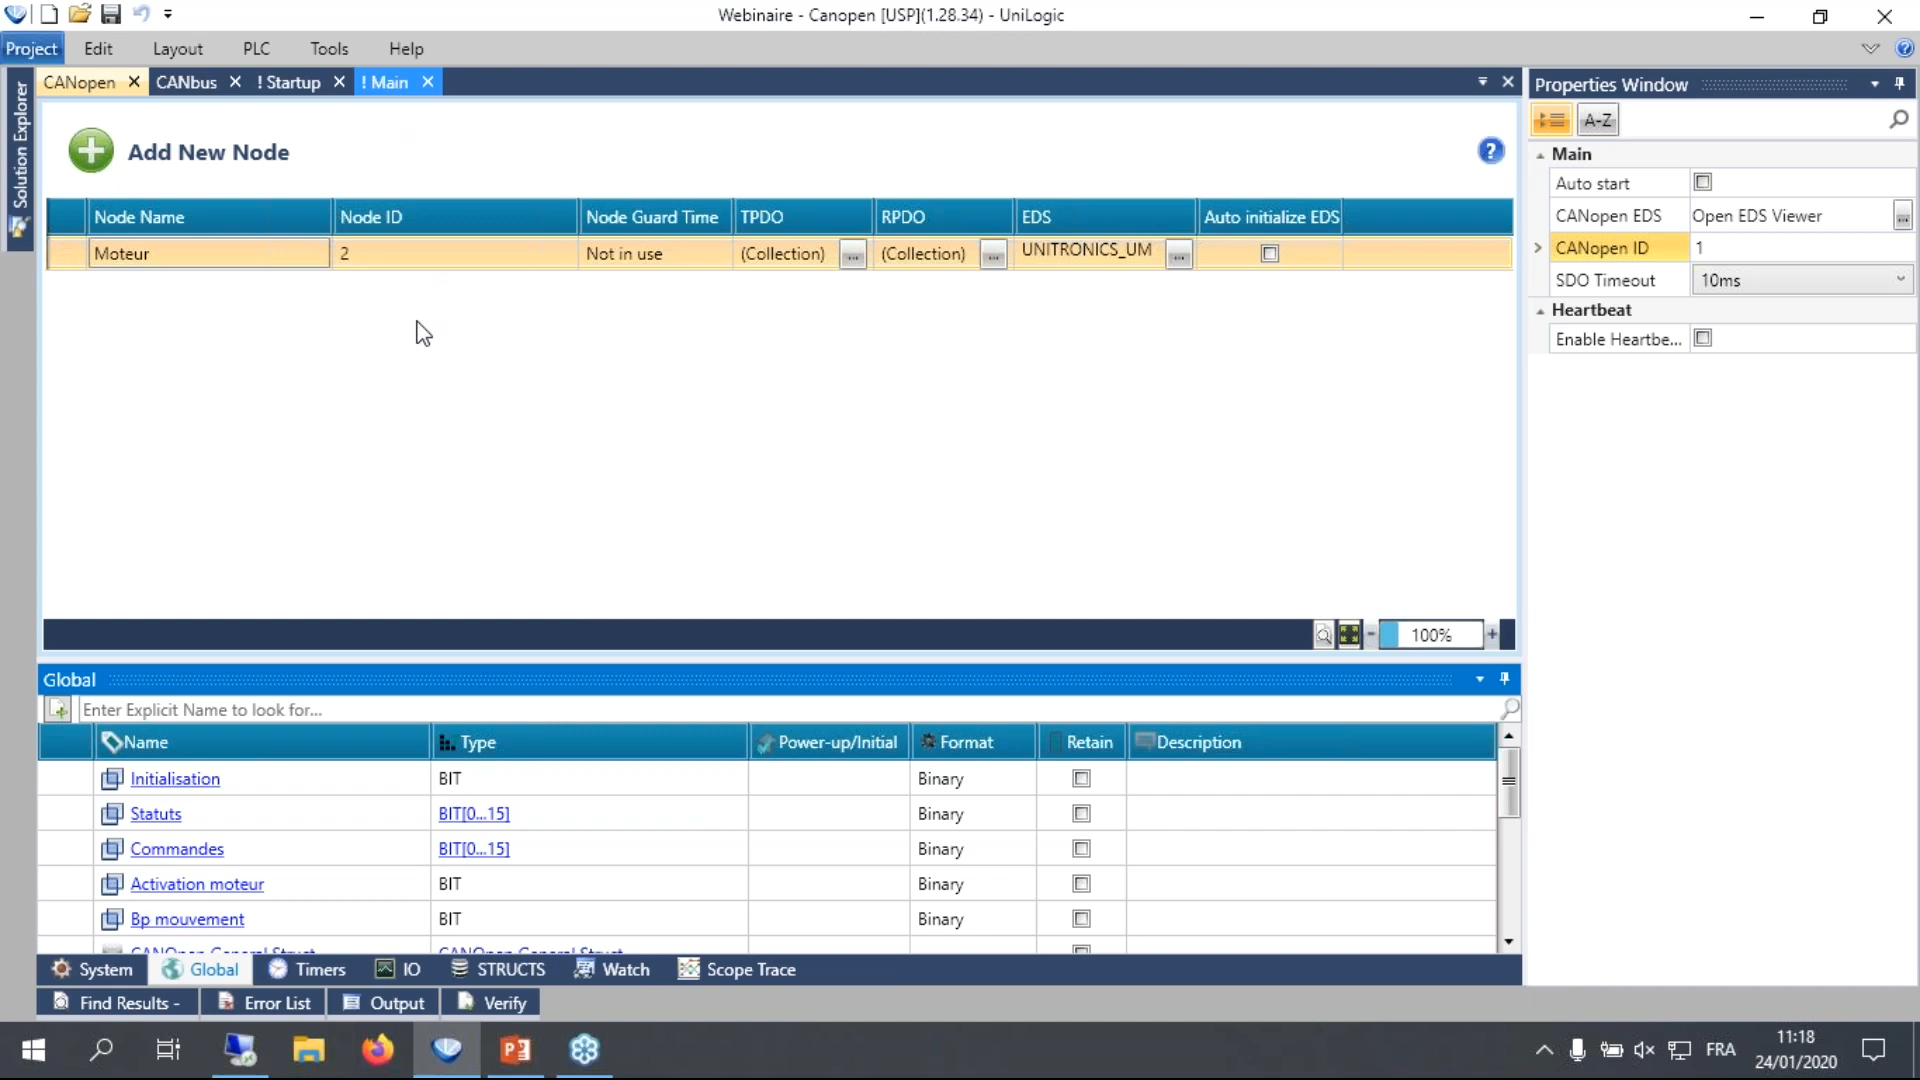 Webinaire - Canopen [USP](1.28.34) - UniLogic
Project Edit Layout PLC Tools Help
CANopen CANbus ! Startup ! Main
Solution Explorer
Add New Node
Node Name Node ID Node Guard Time TPDO RPDO EDS Auto initialize EDS
Moteur 2 Not in use (Collection) ... (Collection) ... UNITRONICS_UM ...
100%
Properties Window
A-Z
Main
Auto start
CANopen EDS Open EDS Viewer ...
CANopen ID 1
SDO Timeout 10ms
Heartbeat
Enable Heartbe...
Global
Enter Explicit Name to look for...
Name Type Power-up/Initial Format Retain Description
Initialisation BIT Binary
Statuts BIT[0...15] Binary
Commandes BIT[0...15] Binary
Activation moteur BIT Binary
Bp mouvement BIT Binary
CANOpen General Struct CANOpen General Struct
System Global Timers IO STRUCTS Watch Scope Trace
Find Results - Error List Output Verify
FRA
11:18
24/01/2020